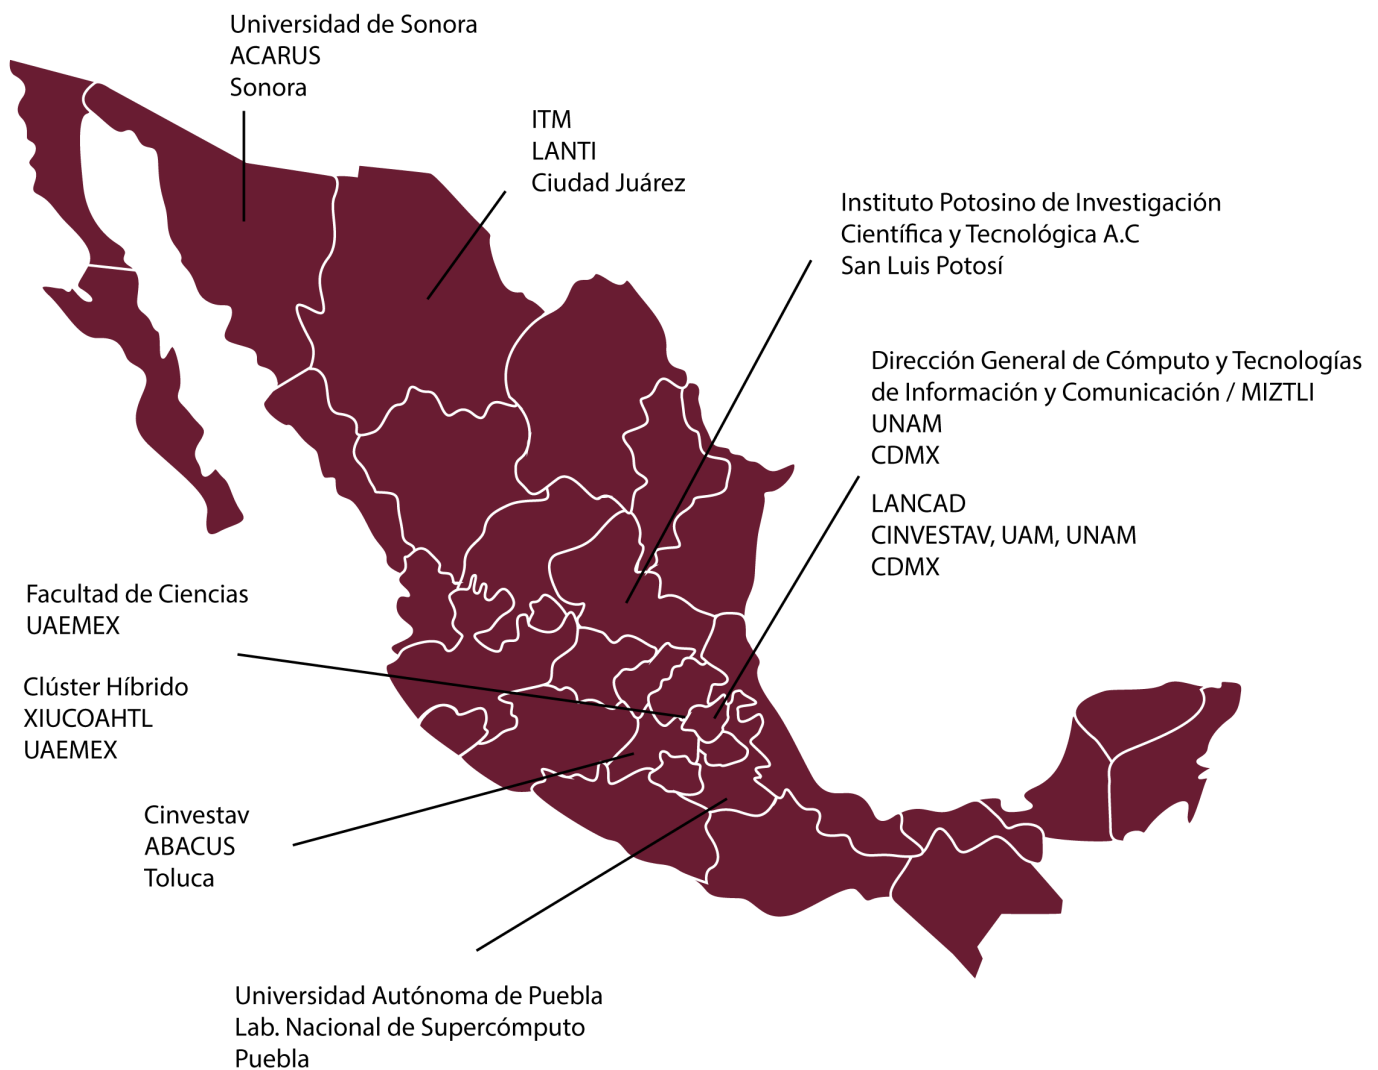 Universidad de Sonora
ACARUS
Sonora
ITM
LANTI
Ciudad Juárez
Instituto Potosino de Investigación
Científica y Tecnológica A.C
San Luis Potosí
Dirección General de Cómputo y Tecnologías
de Información y Comunicación / MIZTLI
UNAM
CDMX
LANCAD
CINVESTAV, UAM, UNAM
CDMX
Facultad de Ciencias
UAEMEX
Clúster Híbrido
XIUCOAHTL
UAEMEX
Cinvestav
ABACUS
Toluca
Universidad Autónoma de Puebla
Lab. Nacional de Supercómputo
Puebla